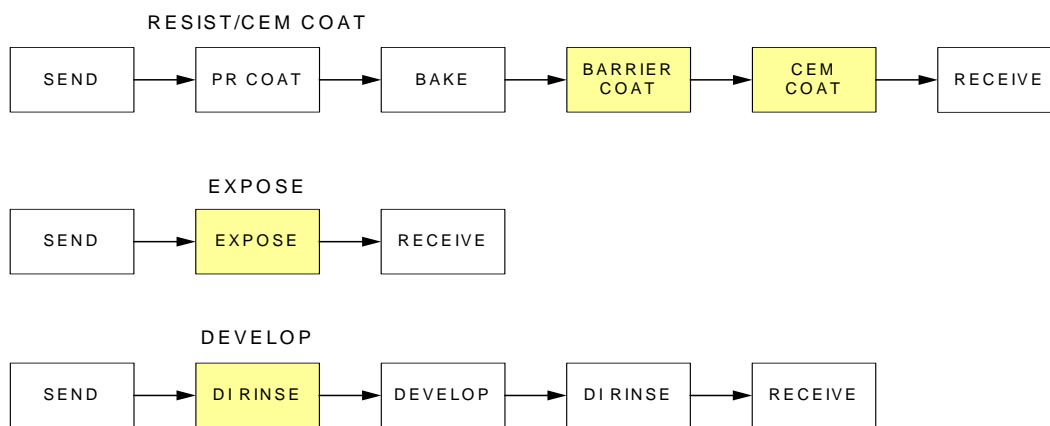 RESIST/CEM COAT
SEND
PR COAT
BAKE
BARRIER
COAT
CEM
COAT
RECEIVE
EXPOSE
SEND
EXPOSE
RECEIVE
DEVELOP
SEND
DI RINSE
DEVELOP
DI RINSE
RECEIVE